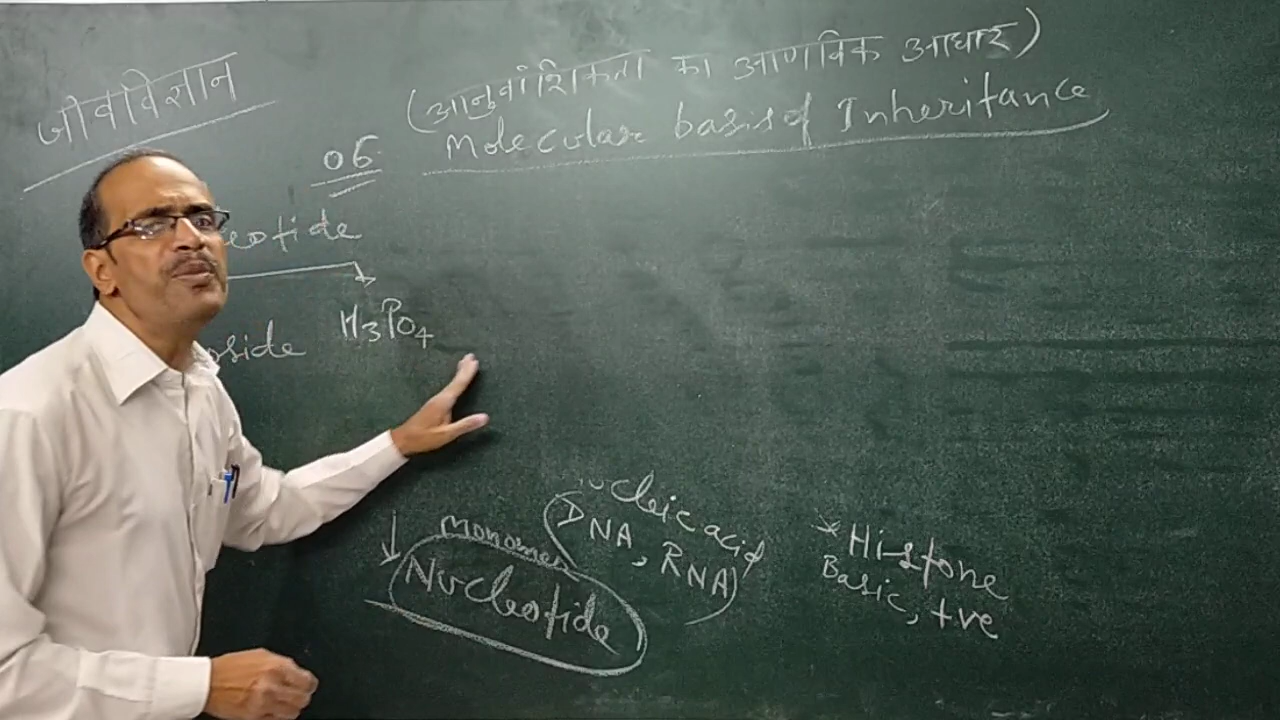 जीवविज्ञान
(आनुवांशिकता का आणविक आधार)
Molecular basis of Inheritance
06
eotide
H3PO4
oside
Nucleic acid
(DNA, RNA)
monomer
Nucleotide
* Histone
Basic, +ve